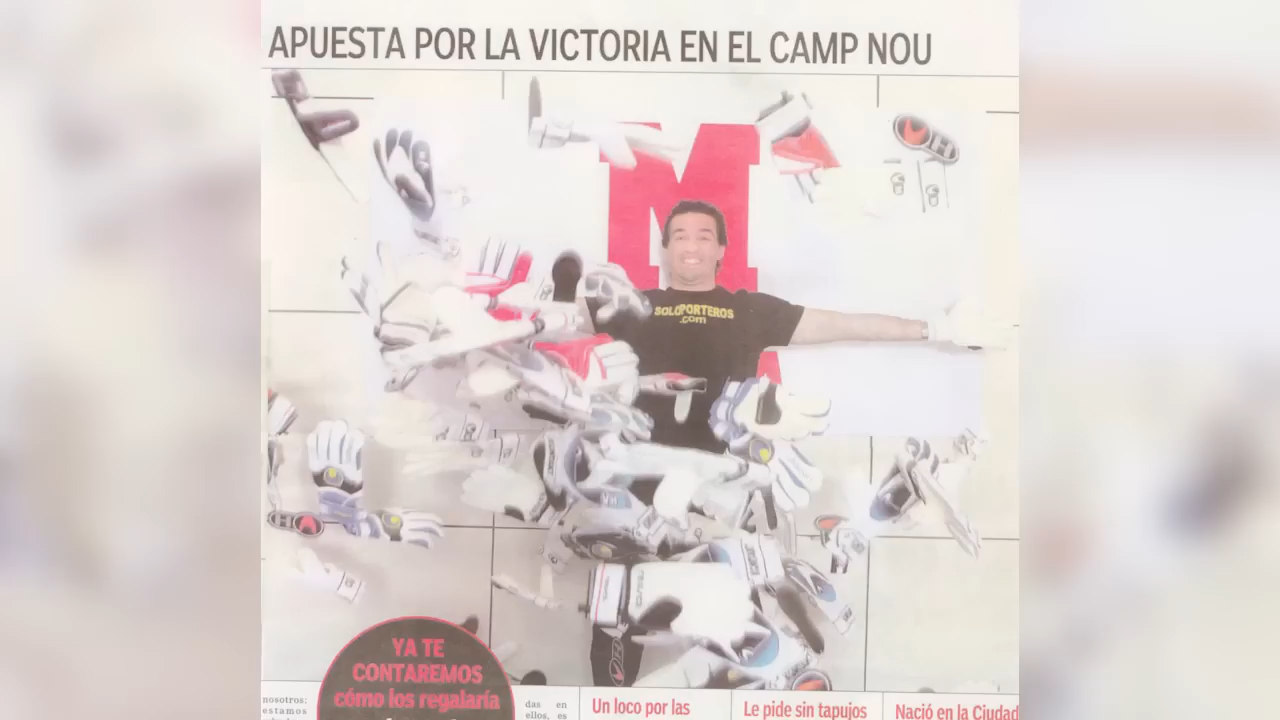 APUESTA POR LA VICTORIA EN EL CAMP NOU
M
SOLOPORTEROS
.com
YA TE
CONTAREMOS
cómo los regalaría
nosotros:
estamos
das en
ellos, es
Un loco por las
Le pide sin tapujos
Nació en la Ciudad